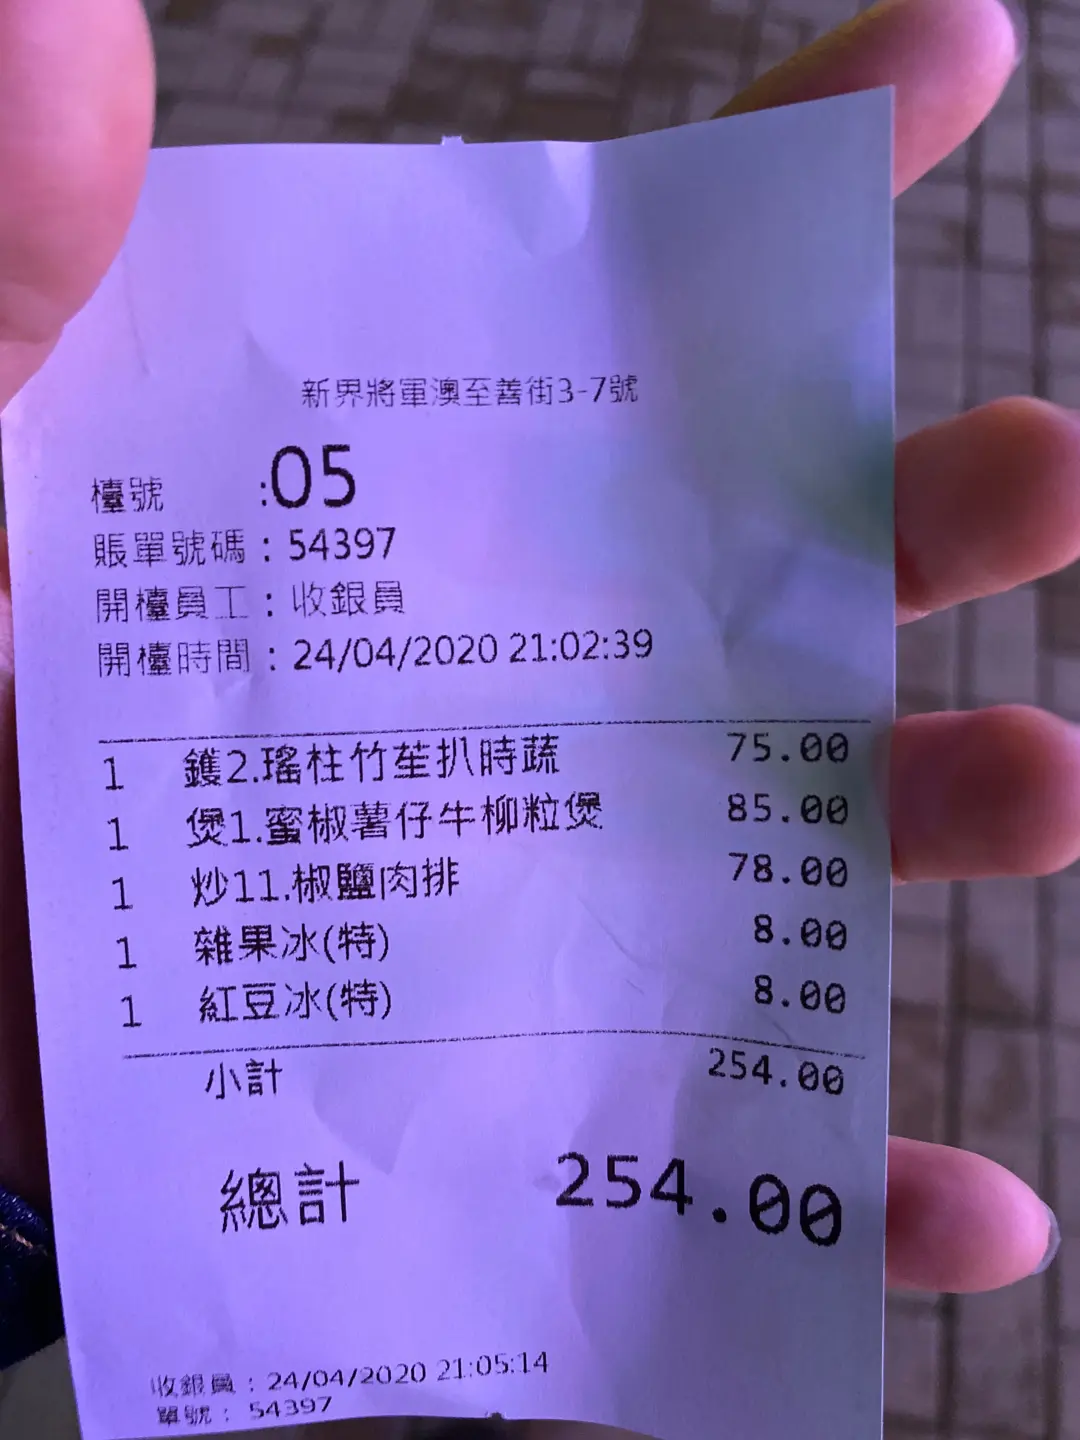 新界將軍澳至善街3-7號
檯號 :05
賬單號碼 : 54397
開檯員工 : 收銀員
開檯時間 : 24/04/2020 21:02:39
1 鑊2.瑤柱竹笙扒時蔬 75.00
1 煲1.蜜椒薯仔牛柳粒煲 85.00
1 炒11.椒鹽肉排 78.00
1 雜果冰(特) 8.00
1 紅豆冰(特) 8.00
小計 254.00
總計 254.00
收銀員 : 24/04/2020 21:05:14
單號 : 54397